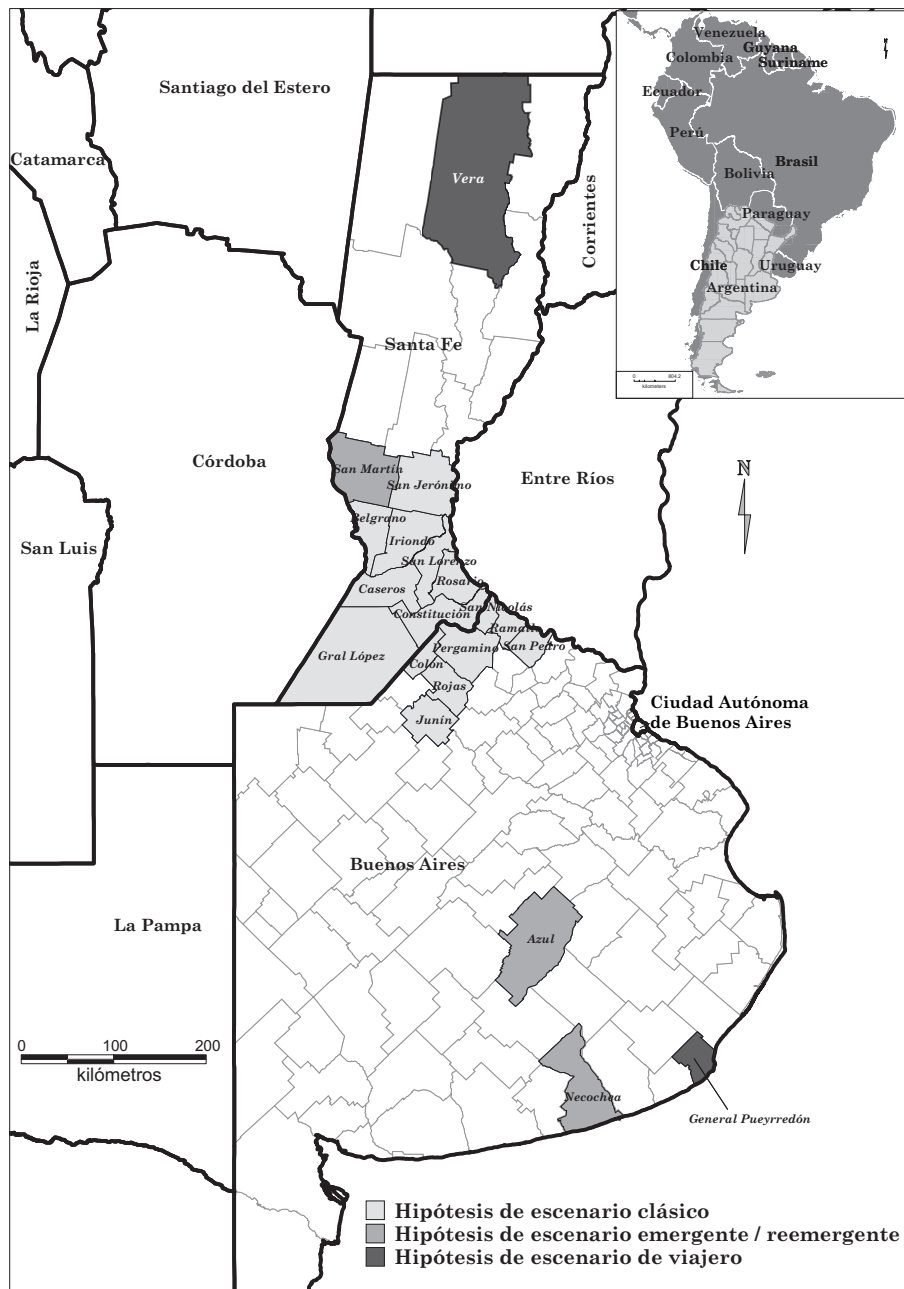 Venezuela
Guyana
Suriname
Colombia
Ecuador
Perú
Brasil
Bolivia
Paraguay
Chile
Uruguay
Argentina
N
0 804.2
kilometers
Santiago del Estero
Catamarca
Vera
Corrientes
La Rioja
Santa Fe
Córdoba
San Martín
San Jerónimo
Entre Ríos
N
San Luis
Belgrano
Iriondo
San Lorenzo
Caseros
Rosario
Constitución
San Nicolás
Ramallo
San Pedro
Gral López
Pergamino
Colón
Rojas
Junín
Ciudad Autónoma
de Buenos Aires
Buenos Aires
La Pampa
Azul
0 100 200
kilómetros
Necochea
General Pueyrredón
Hipótesis de escenario clásico
Hipótesis de escenario emergente / reemergente
Hipótesis de escenario de viajero